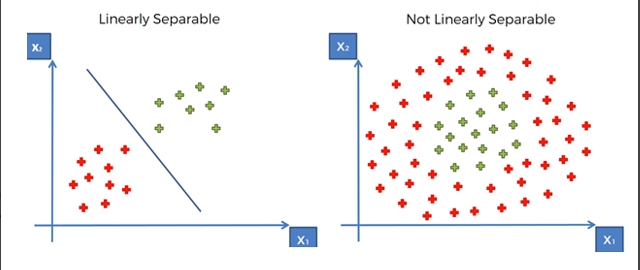 Linearly Separable
X₂
X₁
Not Linearly Separable
X₂
X₁